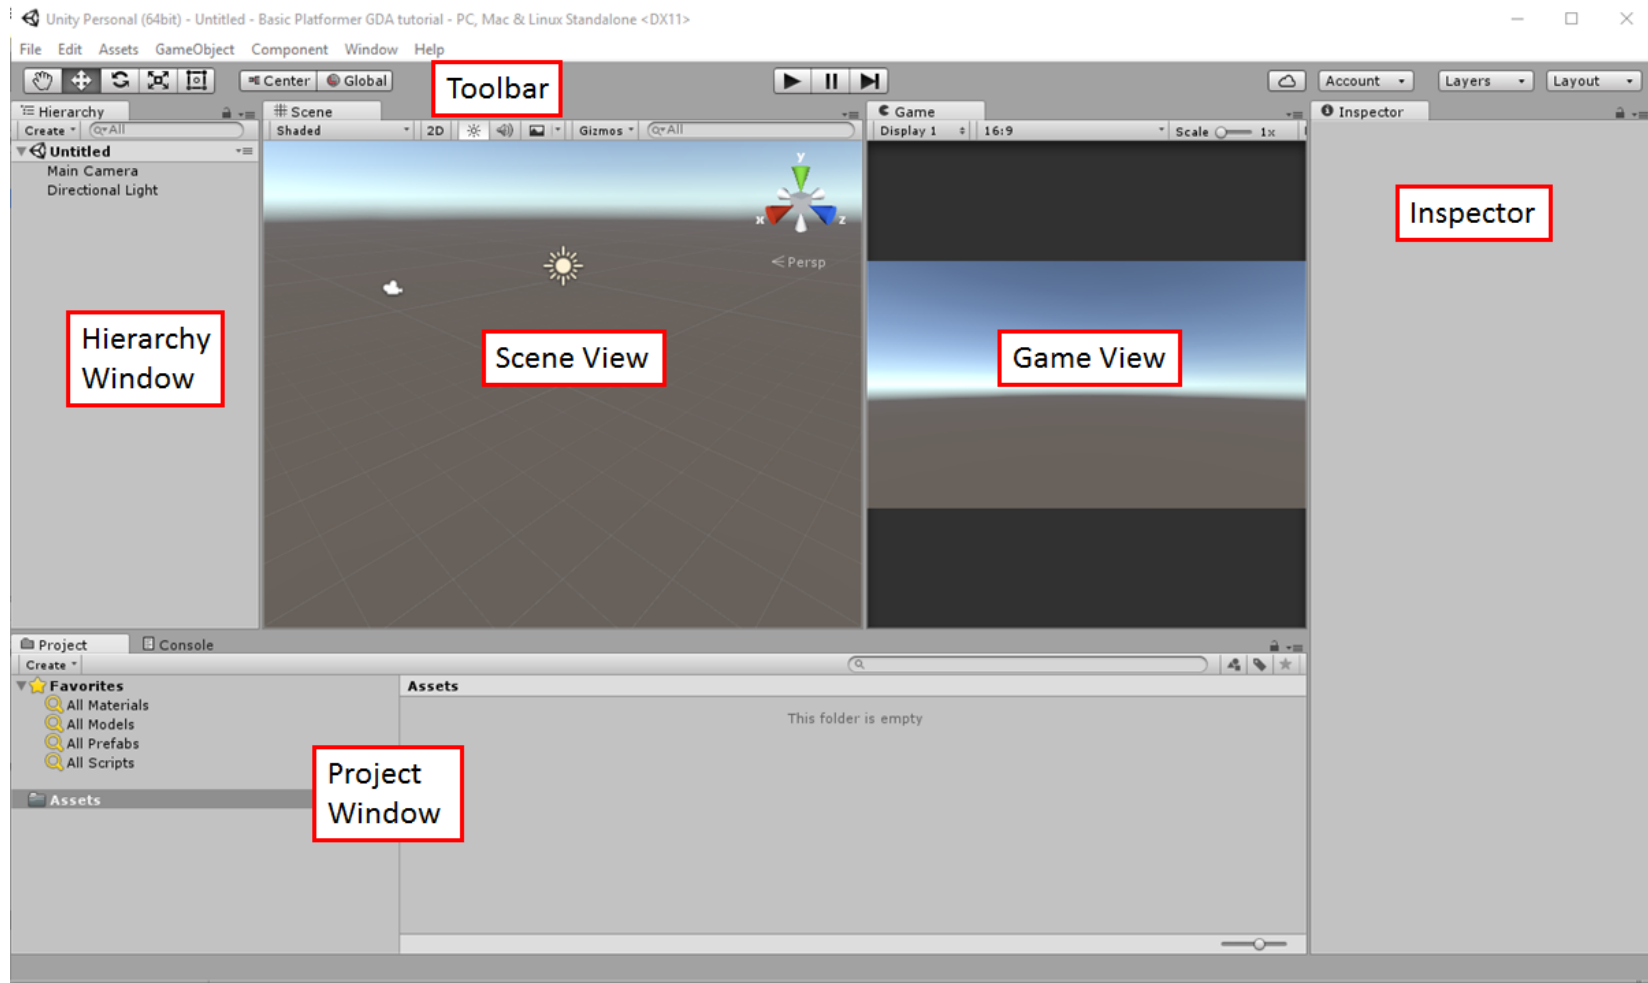 Unity Personal (64bit) - Untitled - Basic Platformer GDA tutorial - PC, Mac & Linux Standalone <DX11>
File Edit Assets GameObject Component Window Help
Center Global
Toolbar
Account Layers Layout
Hierarchy
Create All
Untitled
Main Camera
Directional Light
Hierarchy
Window
Scene
Shaded 2D Gizmos All
y
x z
Persp
Scene View
Game
Display 1 16:9 Scale 1x
Game View
Inspector
Inspector
Project Console
Create
Favorites
All Materials
All Models
All Prefabs
All Scripts
Assets
Project
Window
Assets
This folder is empty